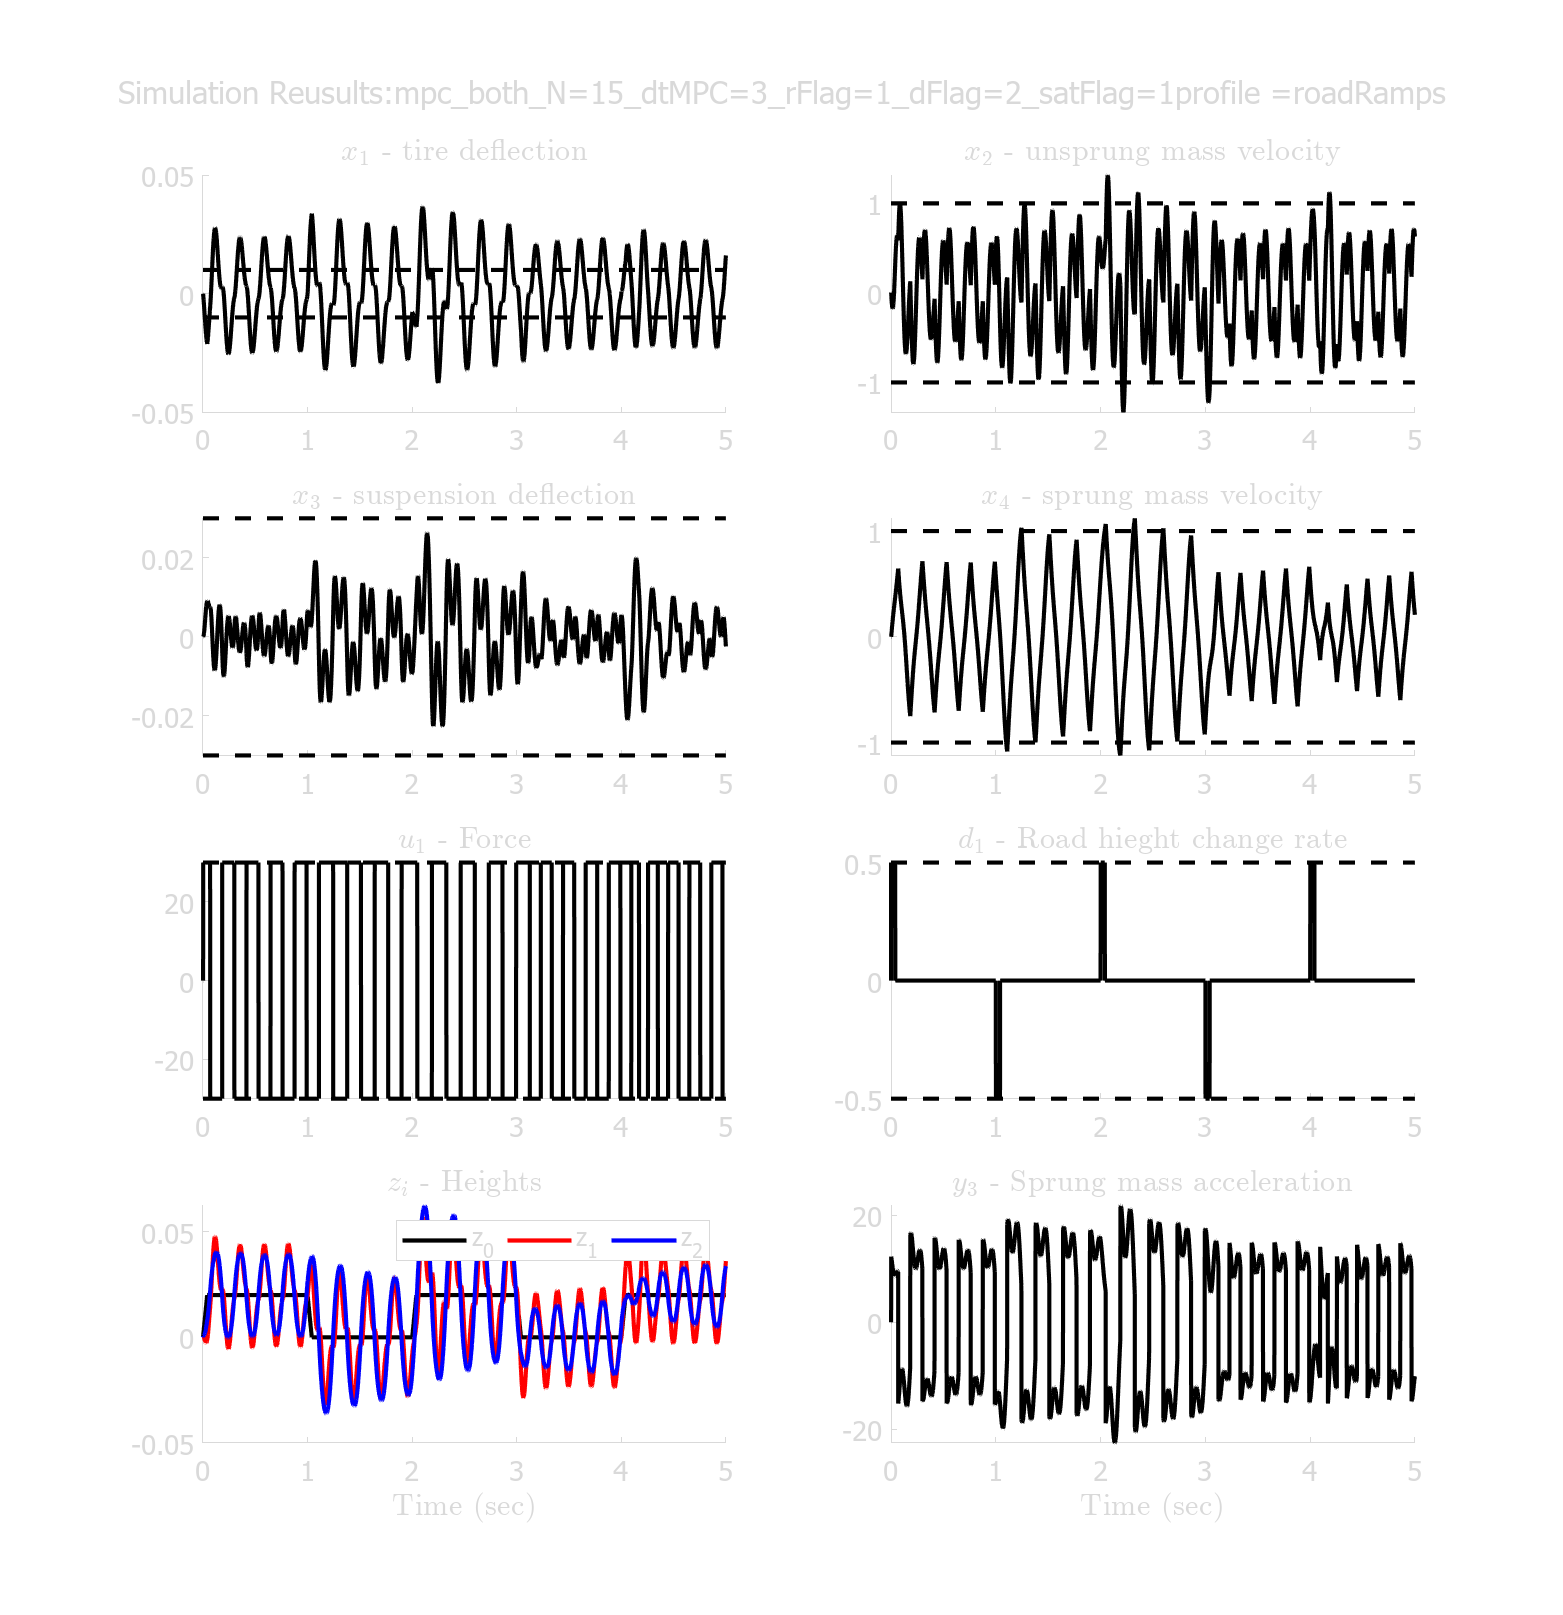 Simulation Reusults:mpc_both_N=15_dtMPC=3_rFlag=1_dFlag=2_satFlag=1profile =roadRamps
x₁ - tire deflection
0.05
0
-0.05
0 1 2 3 4 5
x₂ - unsprung mass velocity
1
0
-1
0 1 2 3 4 5
x₃ - suspension deflection
0.02
0
-0.02
0 1 2 3 4 5
x₄ - sprung mass velocity
1
0
-1
0 1 2 3 4 5
u₁ - Force
20
0
-20
0 1 2 3 4 5
d₁ - Road hieght change rate
0.5
0
-0.5
0 1 2 3 4 5
zᵢ - Heights
z₀ z₁ z₂
0.05
0
-0.05
0 1 2 3 4 5
Time (sec)
y₃ - Sprung mass acceleration
20
0
-20
0 1 2 3 4 5
Time (sec)